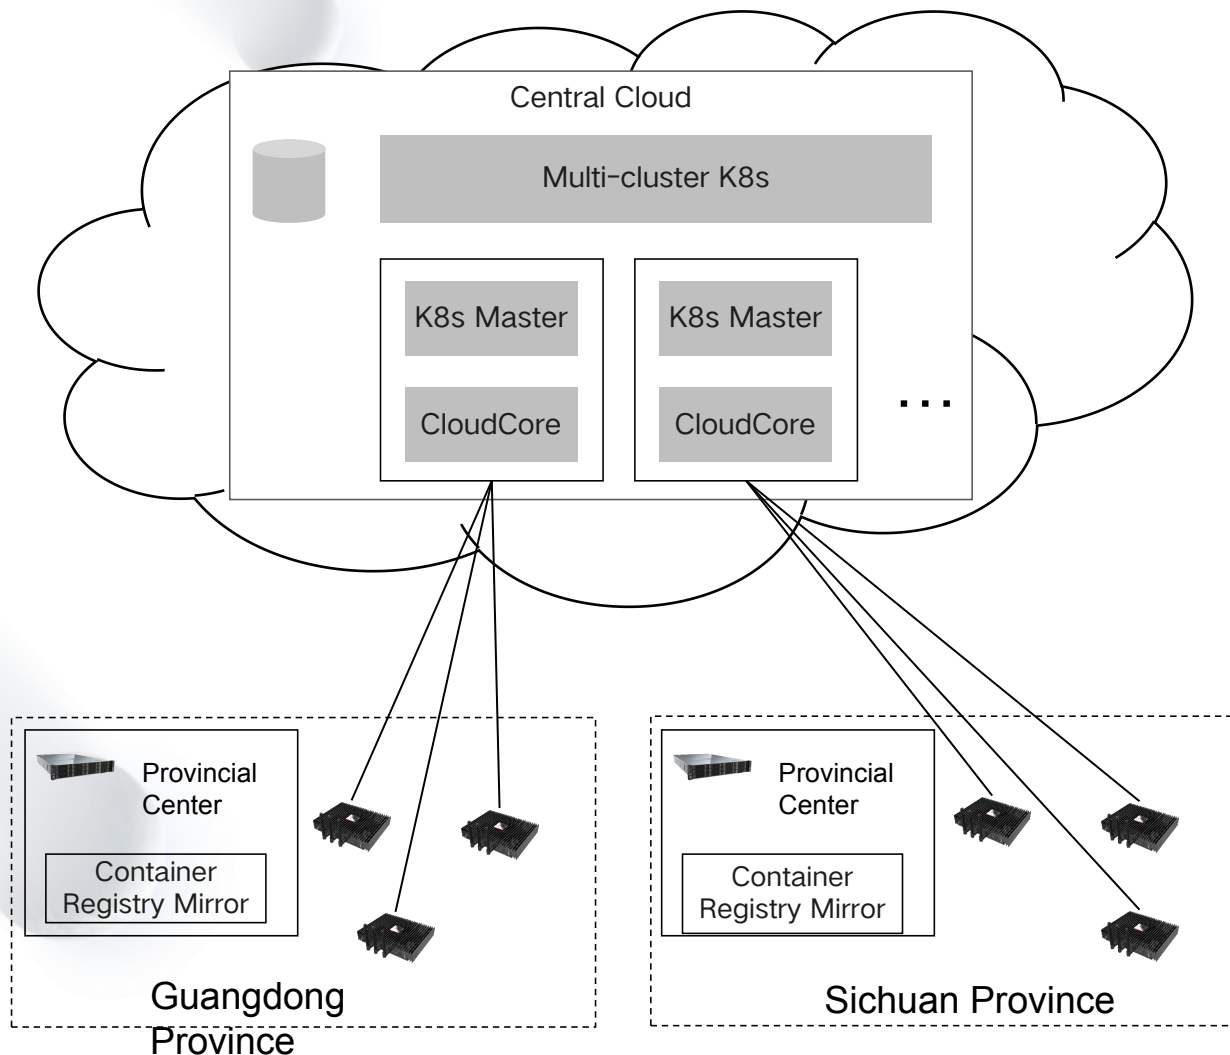 Central Cloud
Multi-cluster K8s
K8s Master
K8s Master
CloudCore
CloudCore
...
Provincial
Center
Container
Registry Mirror
Guangdong
Province
Provincial
Center
Container
Registry Mirror
Sichuan Province